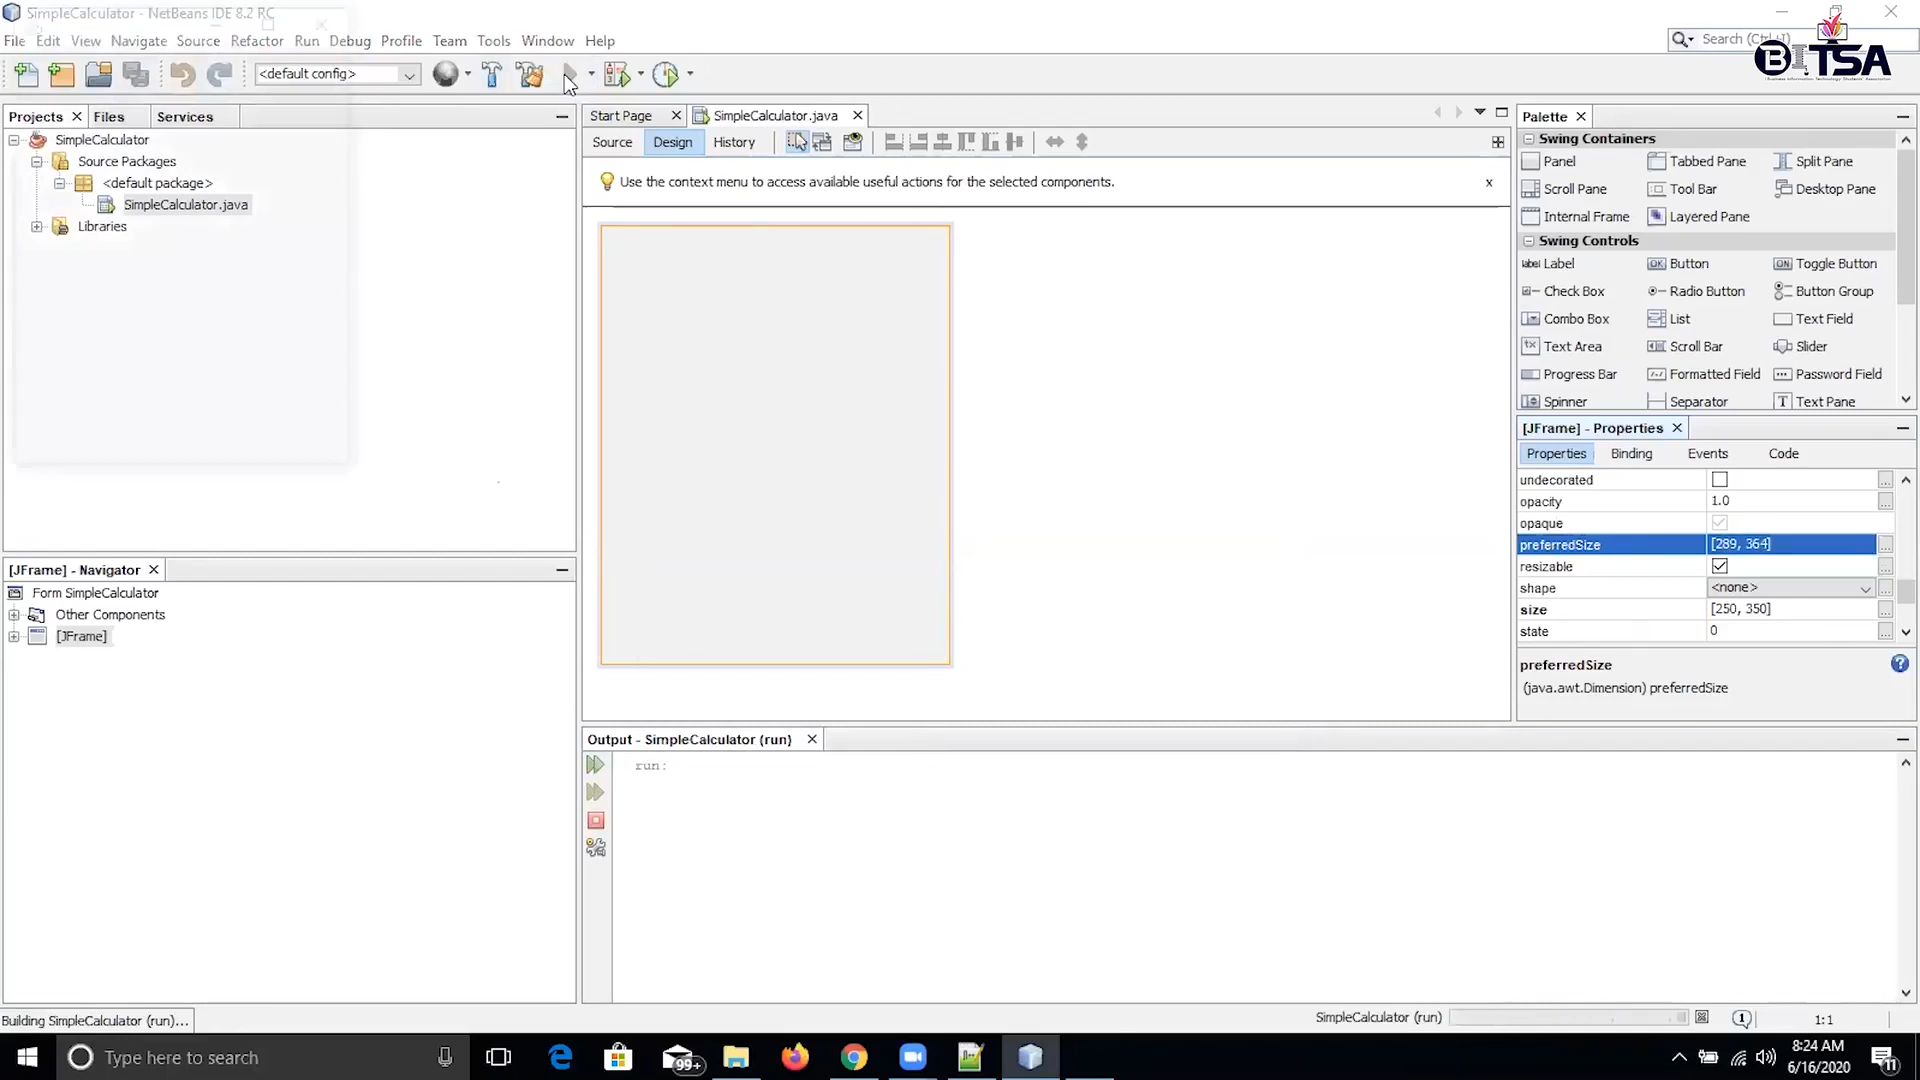 SimpleCalculator - NetBeans IDE 8.2 RC
File Edit View Navigate Source Refactor Run Debug Profile Team Tools Window Help
Search (Ctrl+I)
BITSA
<default config>
Projects Files Services
SimpleCalculator
Source Packages
<default package>
SimpleCalculator.java
Libraries
[JFrame] - Navigator
Form SimpleCalculator
Other Components
[JFrame]
Start Page SimpleCalculator.java
Source Design History
Use the context menu to access available useful actions for the selected components.
x
Palette
Swing Containers
Panel Tabbed Pane Split Pane
Scroll Pane Tool Bar Desktop Pane
Internal Frame Layered Pane
Swing Controls
label Label OK Button ON Toggle Button
Check Box Radio Button Button Group
Combo Box List Text Field
Text Area Scroll Bar Slider
Progress Bar Formatted Field Password Field
Spinner Separator Text Pane
[JFrame] - Properties
Properties Binding Events Code
undecorated
opacity 1.0
opaque
preferredSize [289, 364]
resizable
shape <none>
size [250, 350]
state 0
preferredSize
(java.awt.Dimension) preferredSize
Output - SimpleCalculator (run)
run:
Building SimpleCalculator (run)...
SimpleCalculator (run)
1:1
Type here to search
99+
8:24 AM
6/16/2020
11